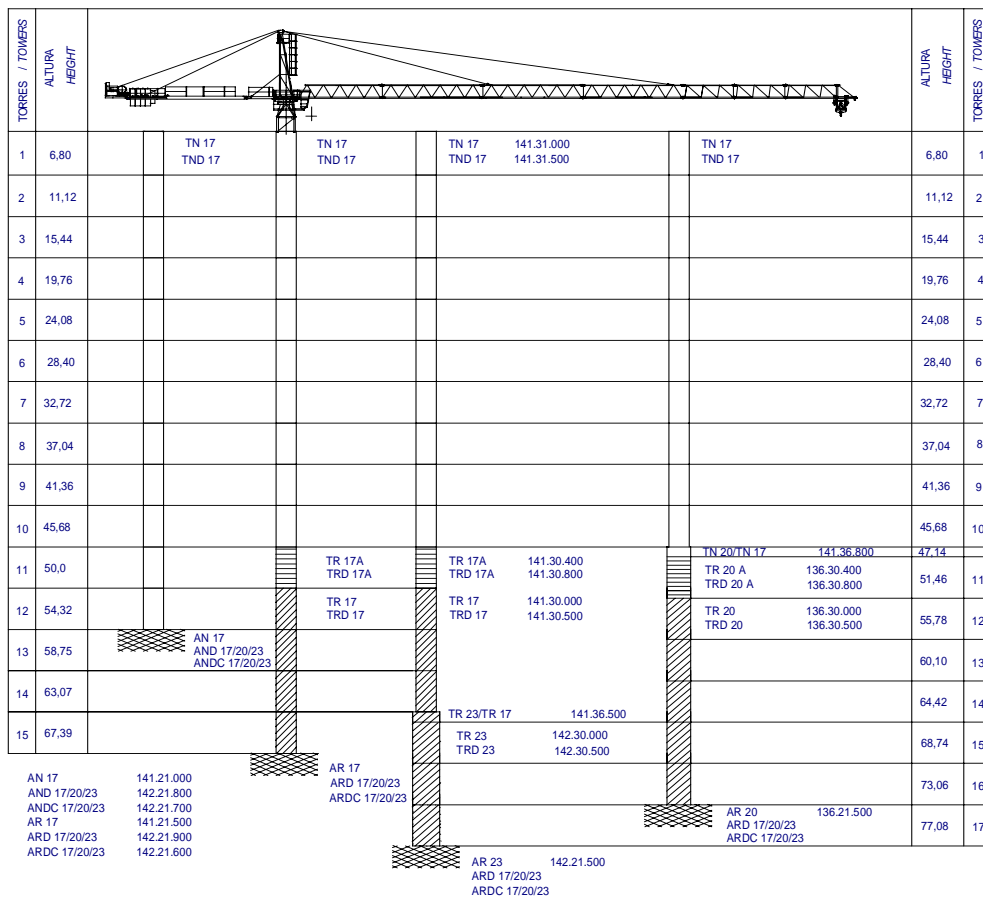 TORRES / TOWERS
ALTURA
HEIGHT
ALTURA
HEIGHT
TORRES / TOWERS
1 6,80 TN 17 TN 17 TN 17 141.31.000 TN 17 6,80 1
TND 17 TND 17 TND 17 141.31.500 TND 17
2 11,12 11,12 2
3 15,44 15,44 3
4 19,76 19,76 4
5 24,08 24,08 5
6 28,40 28,40 6
7 32,72 32,72 7
8 37,04 37,04 8
9 41,36 41,36 9
10 45,68 45,68 10
TN 20/TN 17 141.36.800 47,14
11 50,0 TR 17A TR 17A 141.30.400 TR 20 A 136.30.400 51,46 11
TRD 17A TRD 17A 141.30.800 TRD 20 A 136.30.800
12 54,32 TR 17 TR 17 141.30.000 TR 20 136.30.000 55,78 12
TRD 17 TRD 17 141.30.500 TRD 20 136.30.500
AN 17
13 58,75 AND 17/20/23 60,10 13
ANDC 17/20/23
14 63,07 64,42 14
TR 23/TR 17 141.36.500
15 67,39 TR 23 142.30.000 68,74 15
TRD 23 142.30.500
AR 17
ARD 17/20/23
ARDC 17/20/23
73,06 16
AN 17 141.21.000
AND 17/20/23 142.21.800
ANDC 17/20/23 142.21.700
AR 17 141.21.500
ARD 17/20/23 142.21.900
ARDC 17/20/23 142.21.600
AR 20 136.21.500
ARD 17/20/23
ARDC 17/20/23
77,08 17
AR 23 142.21.500
ARD 17/20/23
ARDC 17/20/23